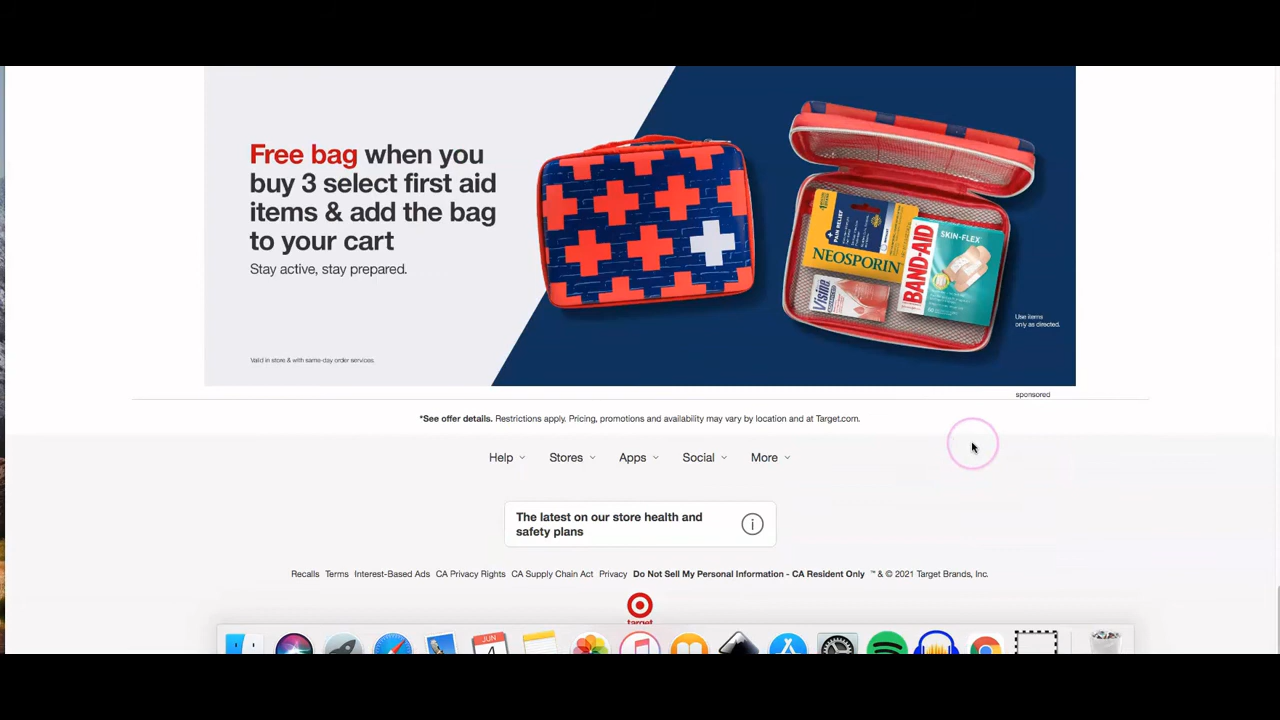 Free bag when you
buy 3 select first aid
items & add the bag
to your cart
Stay active, stay prepared.
Valid in store & with same-day order services.
PAIN RELIEF
NEOSPORIN
Visine
BAND-AID
SKIN-FLEX
Use items
only as directed.
sponsored
*See offer details. Restrictions apply. Pricing, promotions and availability may vary by location and at Target.com.
Help Stores Apps Social More
The latest on our store health and
safety plans
Recalls Terms Interest-Based Ads CA Privacy Rights CA Supply Chain Act Privacy Do Not Sell My Personal Information - CA Resident Only ™ & © 2021 Target Brands, Inc.
target
JUN
4